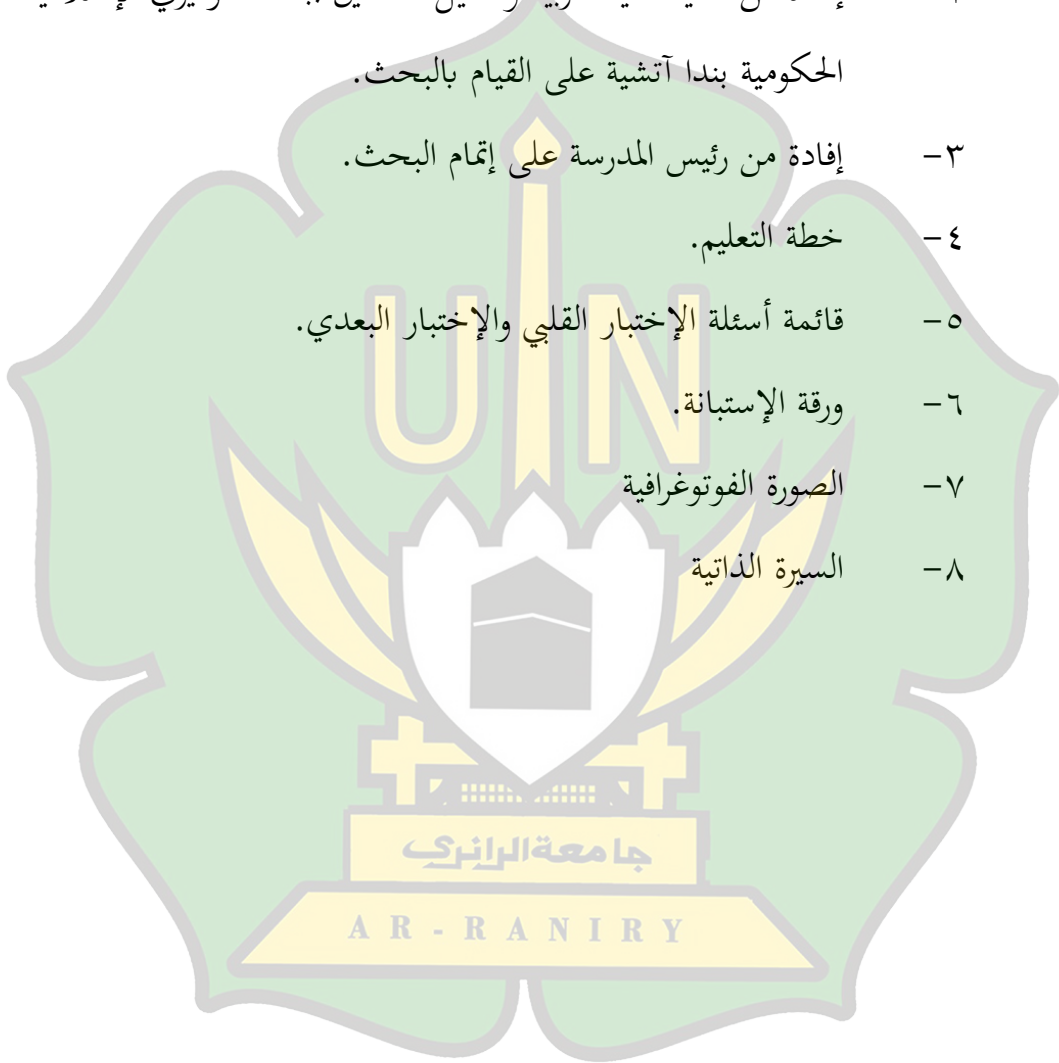 الحكومية بندا آتشية على القيام بالبحث.
٣- إفادة من رئيس المدرسة على إتمام البحث.
٤- خطة التعليم.
٥- قائمة أسئلة الإختبار القلبي والإختبار البعدي.
٦- ورقة الإستبانة.
٧- الصورة الفوتوغرافية
٨- السيرة الذاتية
UIN
جامعة الرانري
AR-RANIRY